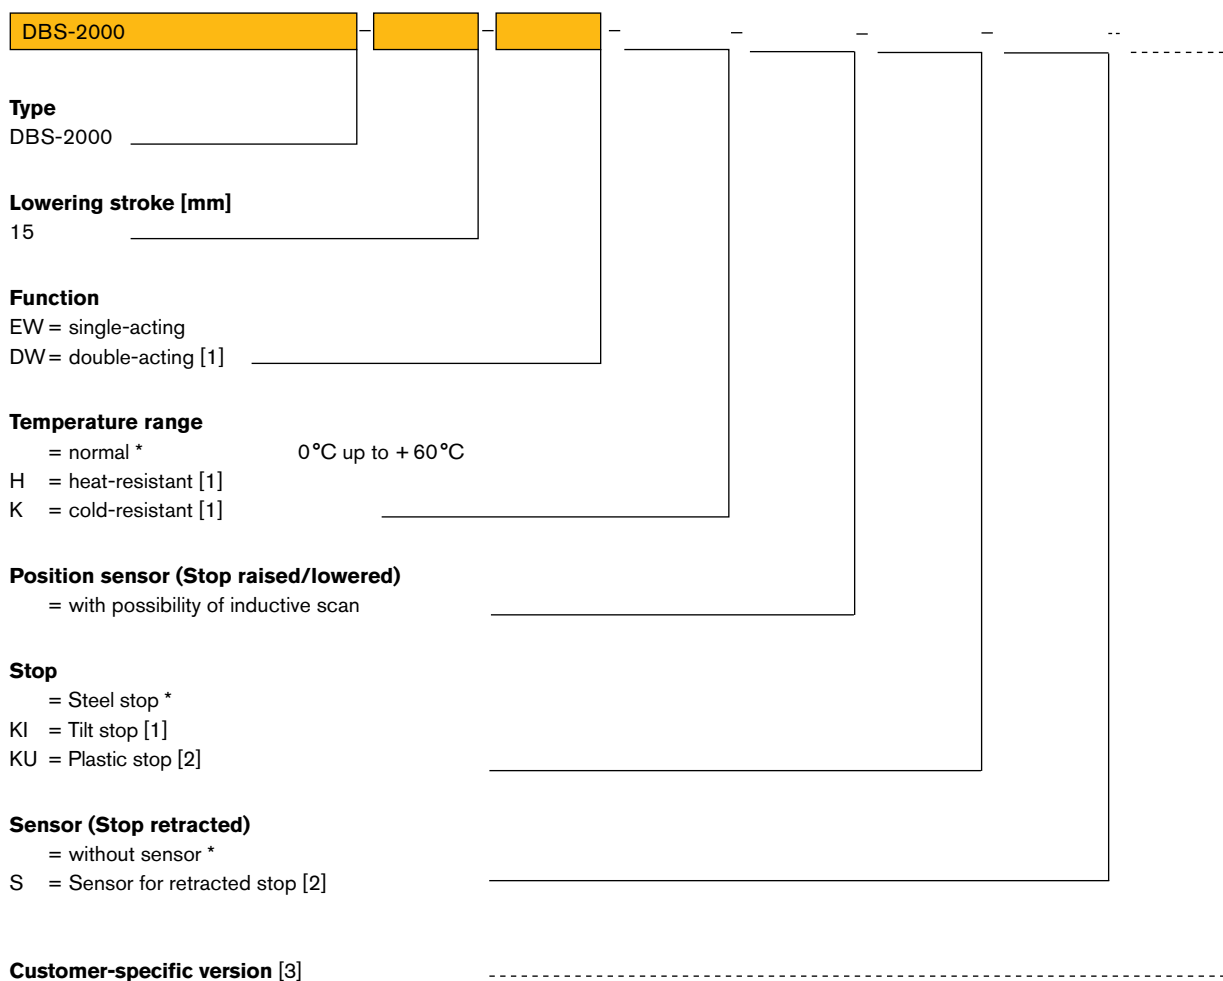 DBS-2000 – – – – – – --
Type
DBS-2000
Lowering stroke [mm]
15
Function
EW = single-acting
DW = double-acting [1]
Temperature range
= normal * 0 °C up to + 60 °C
H = heat-resistant [1]
K = cold-resistant [1]
Position sensor (Stop raised/lowered)
= with possibility of inductive scan
Stop
= Steel stop *
KI = Tilt stop [1]
KU = Plastic stop [2]
Sensor (Stop retracted)
= without sensor *
S = Sensor for retracted stop [2]
Customer-specific version [3]